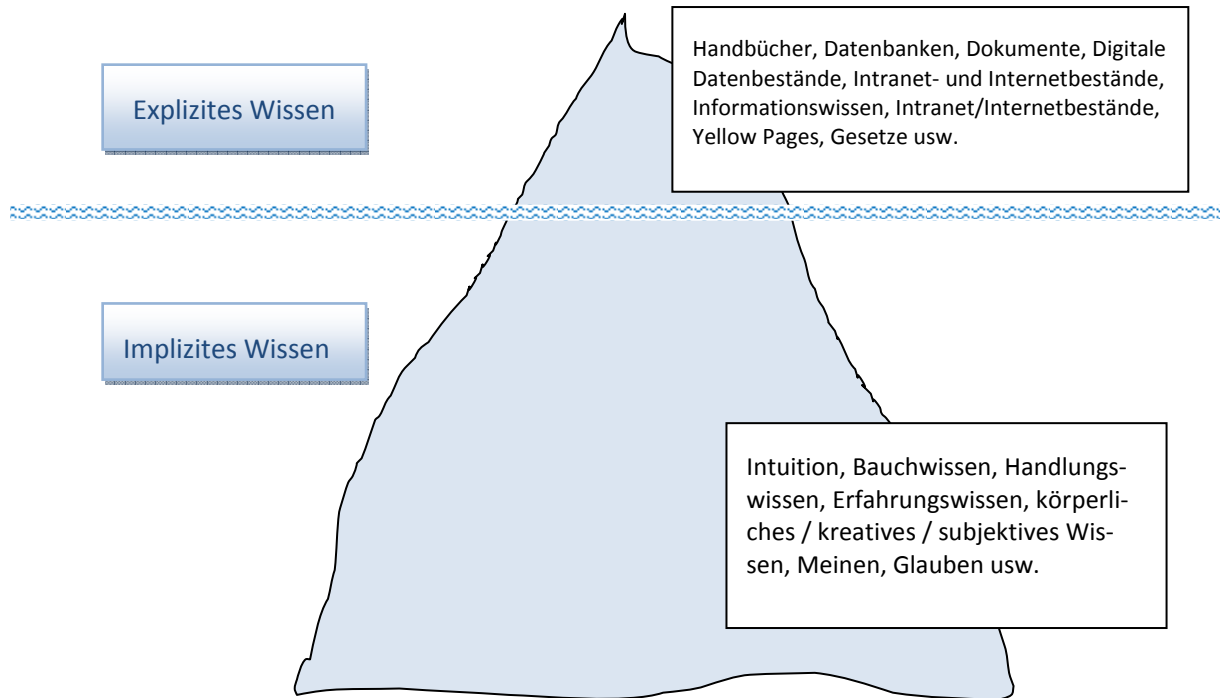 Explizites Wissen
Handbücher, Datenbanken, Dokumente, Digitale
Datenbestände, Intranet- und Internetbestände,
Informationswissen, Intranet/Internetbestände,
Yellow Pages, Gesetze usw.
Implizites Wissen
Intuition, Bauchwissen, Handlungs-
wissen, Erfahrungswissen, körperli-
ches / kreatives / subjektives Wis-
sen, Meinen, Glauben usw.